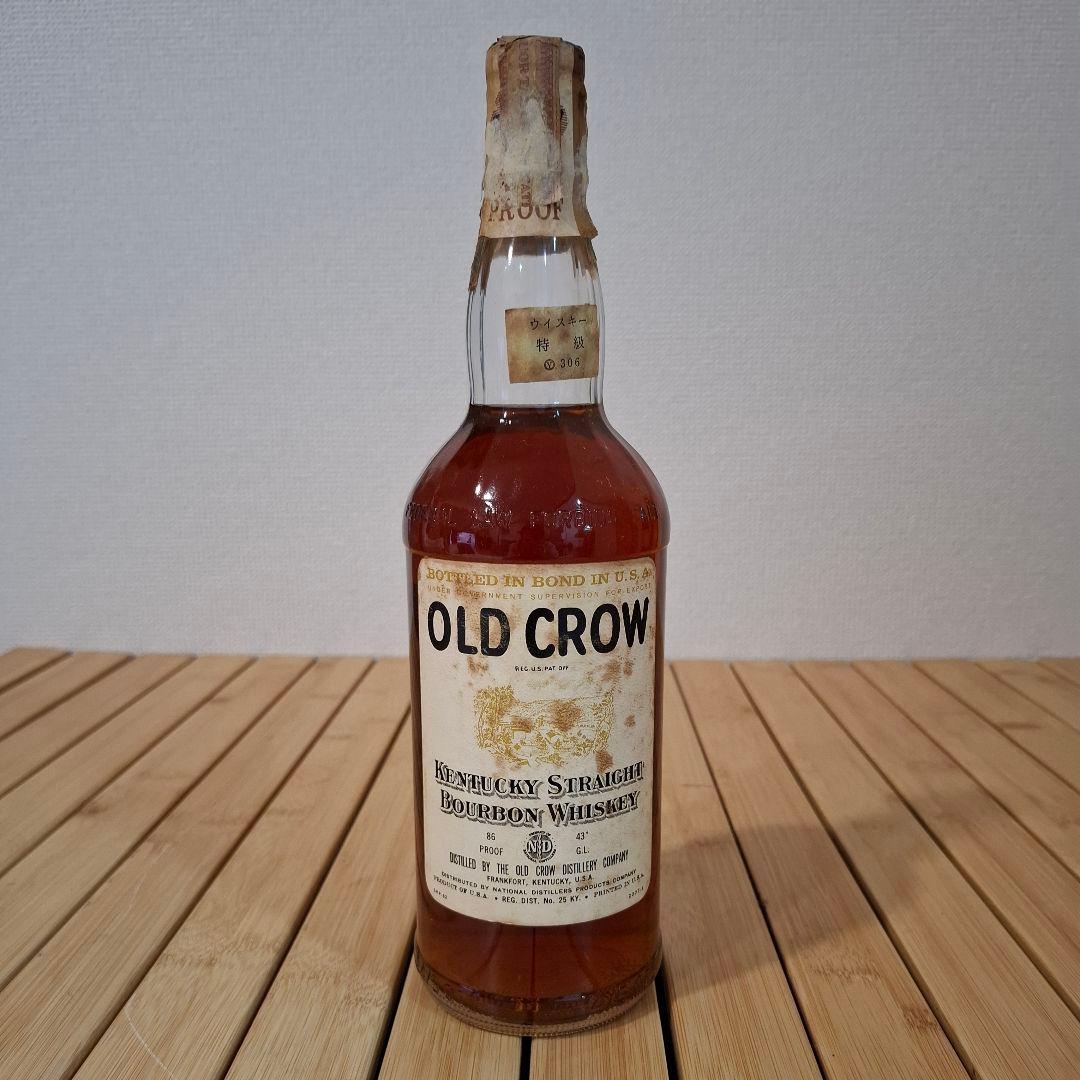 PROOF
ウイスキー
特 級
Ⓨ 306
BOTTLED IN BOND IN U.S.A.
UNDER GOVERNMENT SUPERVISION FOR EXPORT
OLD CROW
REG. U.S. PAT. OFF.
KENTUCKY STRAIGHT
BOURBON WHISKEY
86 43°
PROOF N D G.L.
DISTILLED BY THE OLD CROW DISTILLERY COMPANY
FRANKFORT, KENTUCKY, U.S.A.
DISTRIBUTED BY NATIONAL DISTILLERS PRODUCTS COMPANY
PRODUCT OF U.S.A. • REG. DIST. No. 25 KY. • PRINTED IN U.S.A.